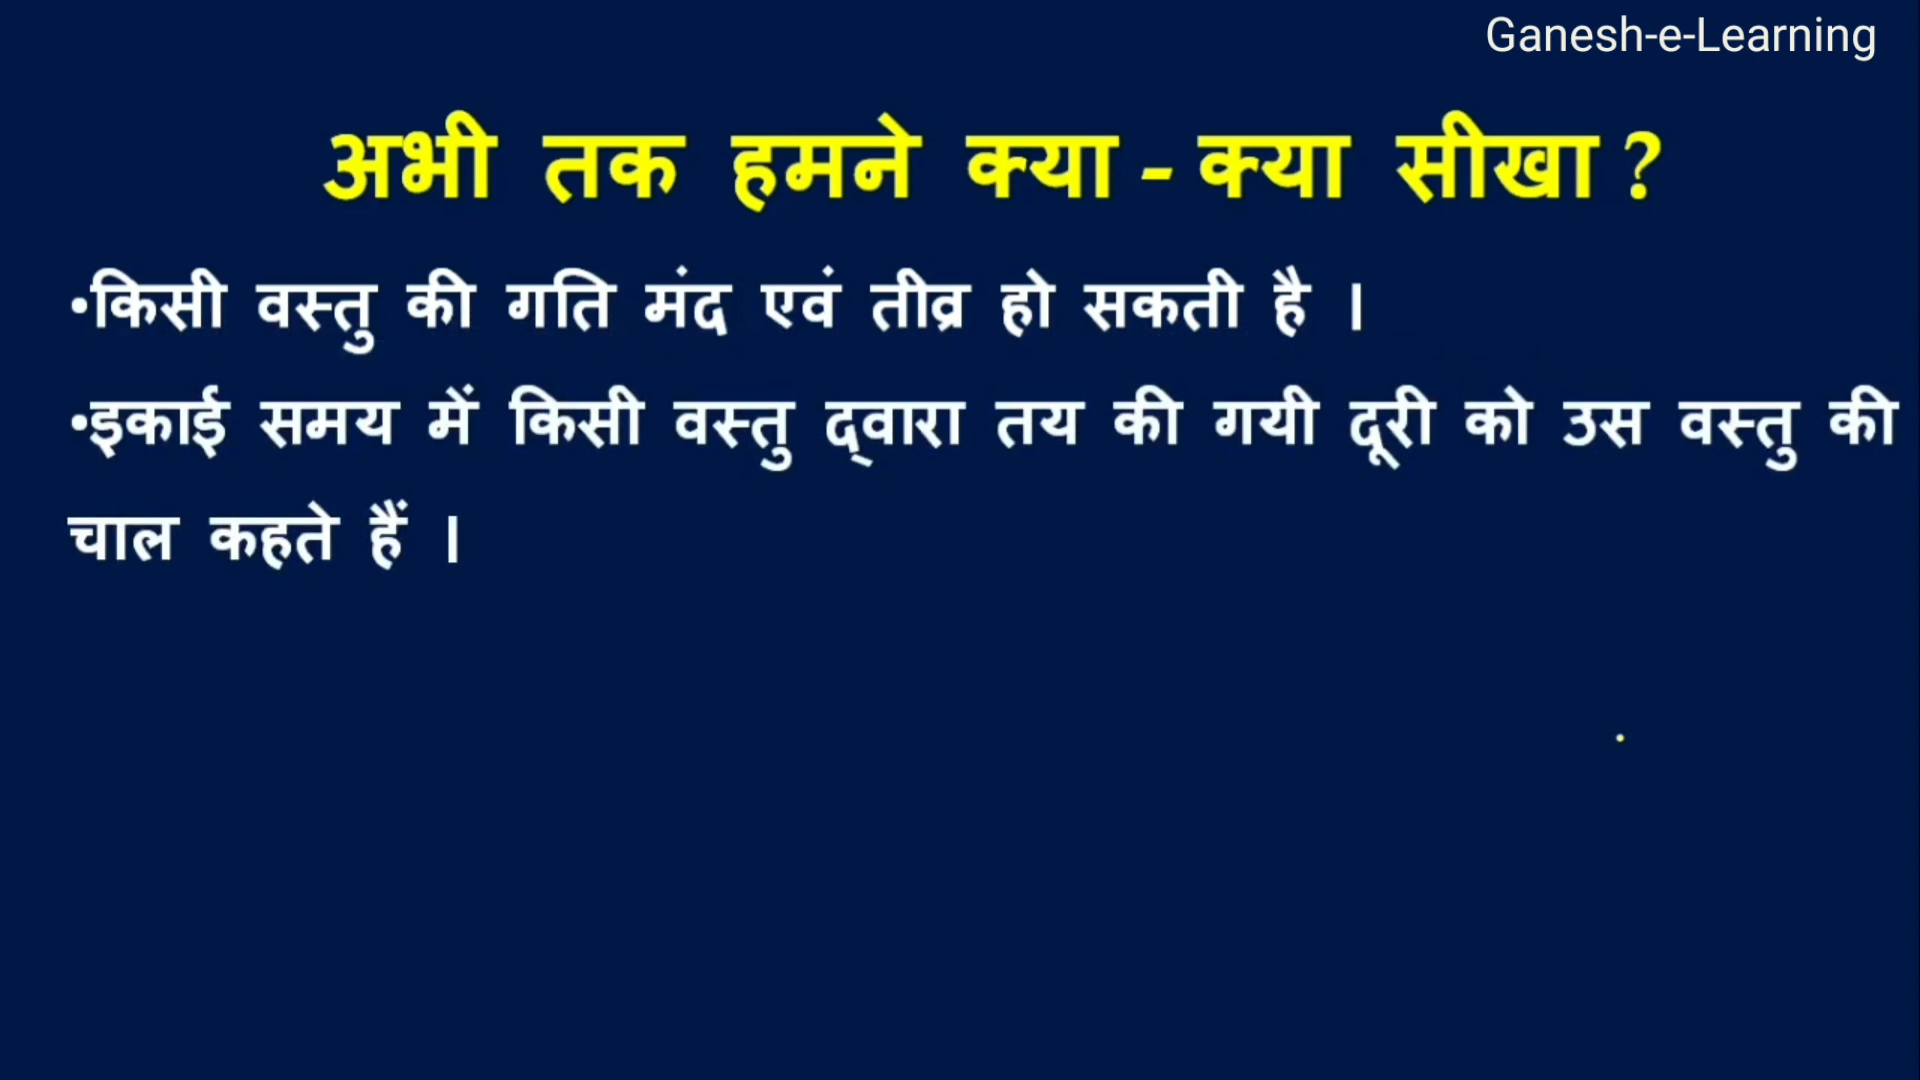 Ganesh-e-Learning
अभी तक हमने क्या - क्या सीखा ?
•किसी वस्तु की गति मंद एवं तीव्र हो सकती है ।
•इकाई समय में किसी वस्तु द्वारा तय की गयी दूरी को उस वस्तु की
चाल कहते हैं ।